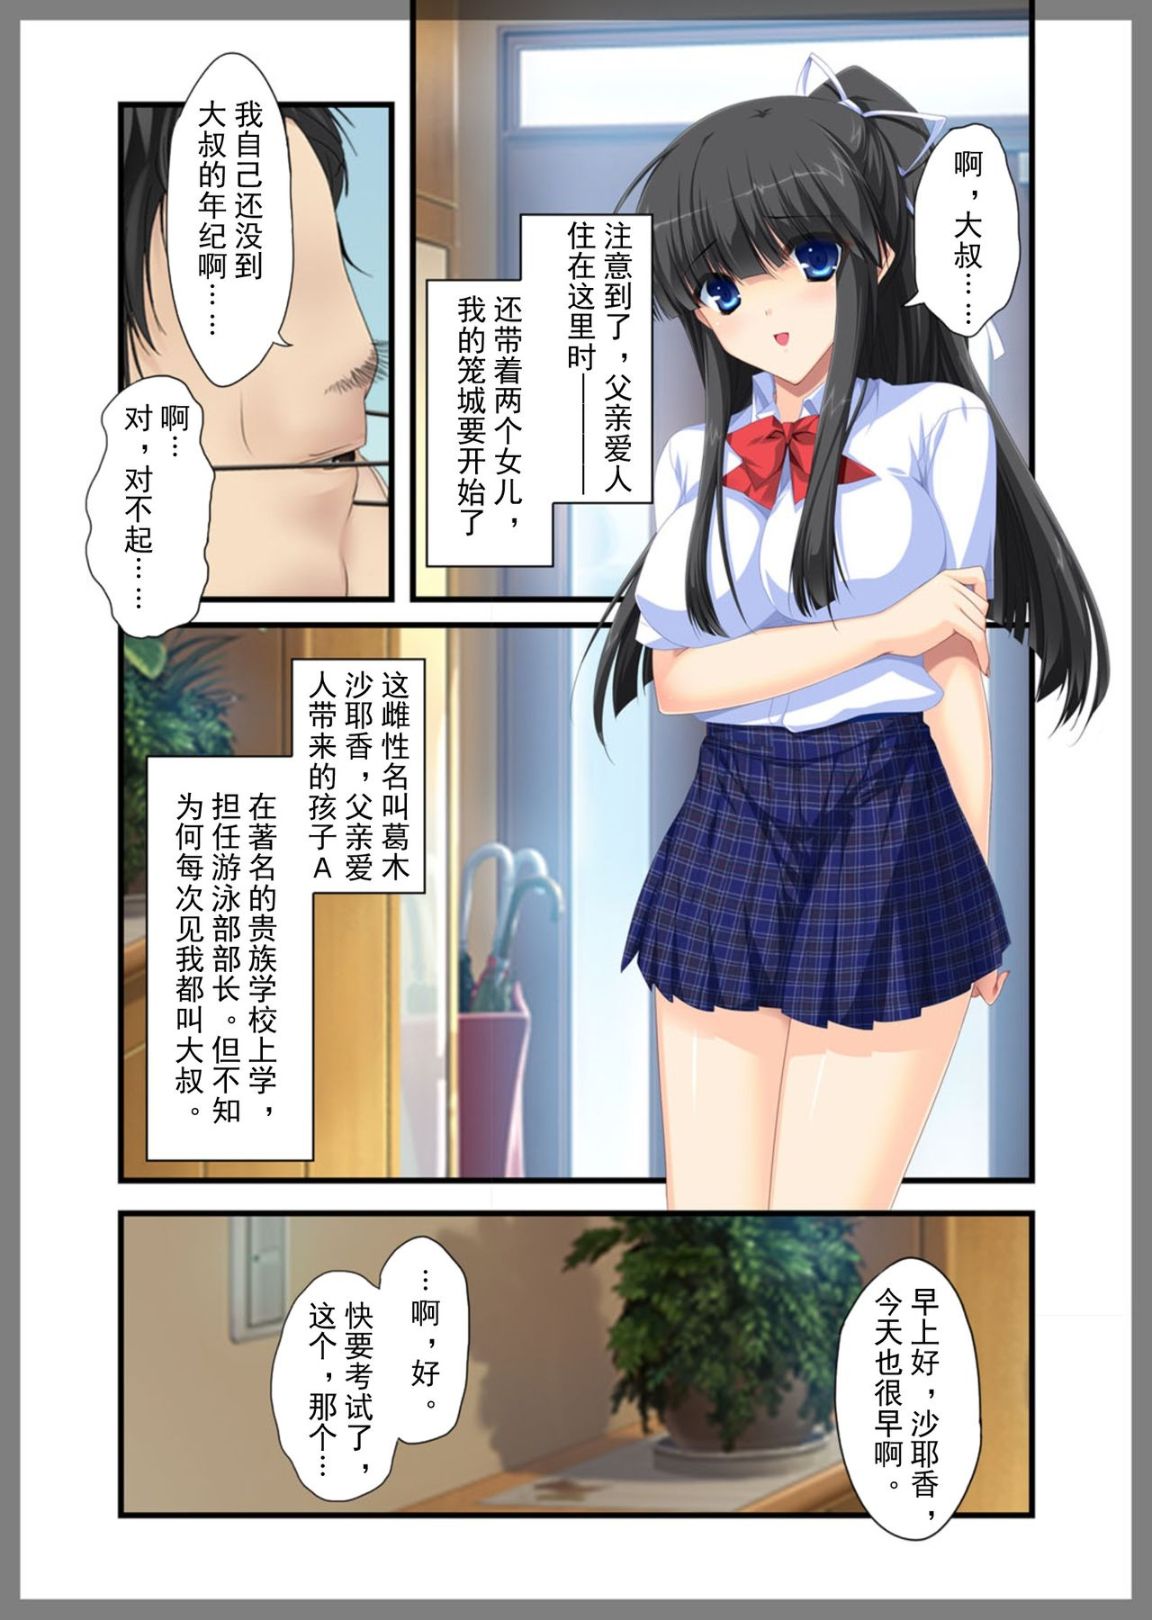 啊，大叔……
注意到了，父亲爱人
住在这里时————
还带着两个女儿，
我的笼城要开始了
我自己还没到
大叔的年纪啊……
啊…
对，对不起……
这雌性名叫葛木
沙耶香，父亲爱
人带来的孩子A
在著名的贵族学校上学，
担任游泳部部长。但不知
为何每次见我都叫大叔。
早上好，沙耶香，
今天也很早啊。
…啊，好。
快要考试了，
这个，那个…